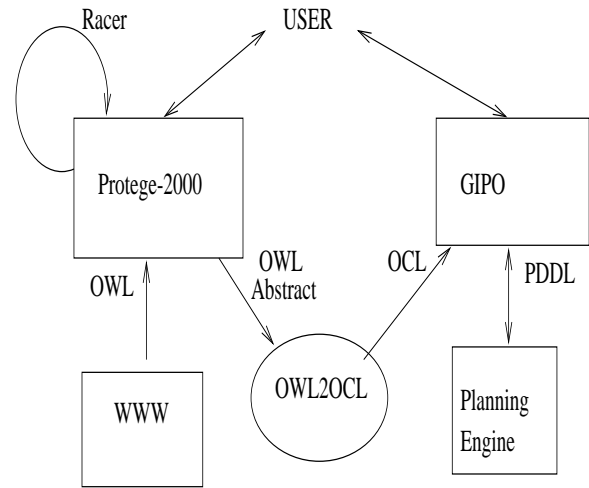 Racer
USER
Protege-2000
GIPO
OWL
OWL
Abstract
OCL
PDDL
WWW
OWL2OCL
Planning
Engine